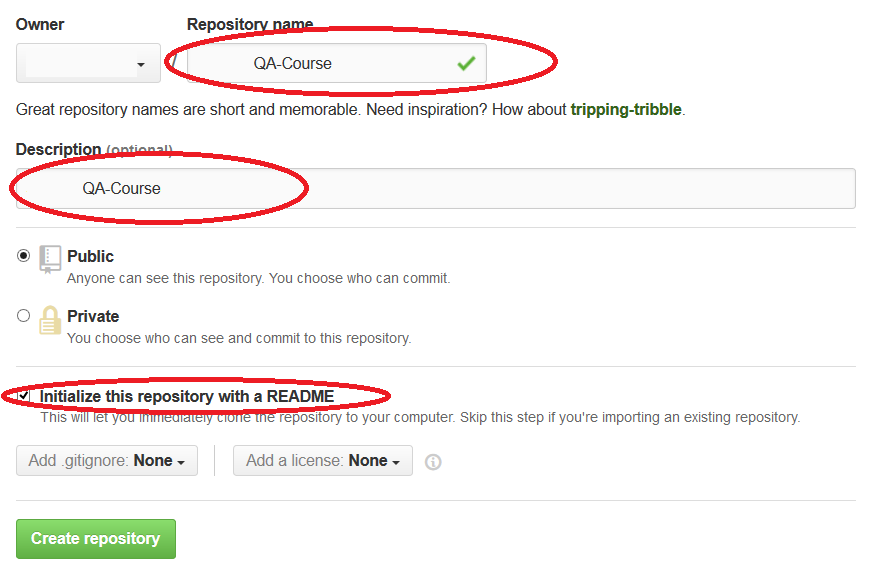 Owner Repository name
/ QA-Course
Great repository names are short and memorable. Need inspiration? How about tripping-tribble.
Description (optional)
QA-Course
Public
Anyone can see this repository. You choose who can commit.
Private
You choose who can see and commit to this repository.
Initialize this repository with a README
This will let you immediately clone the repository to your computer. Skip this step if you're importing an existing repository.
Add .gitignore: None Add a license: None
Create repository